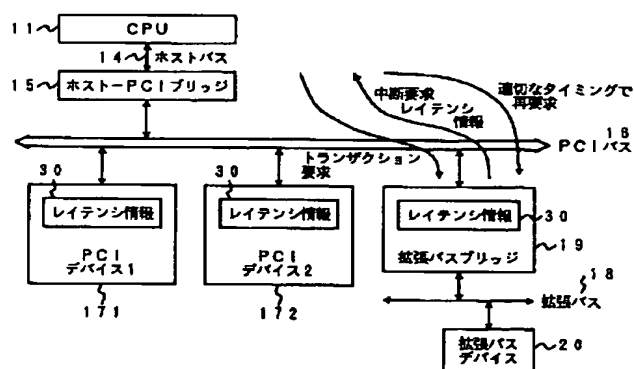 11
CPU
14
ホストバス
15
ホスト－PCIブリッジ
中断要求
レイテンシ
情報
適切なタイミングで
再要求
16
PCIバス
トランザクション
要求
30
レイテンシ情報
PCI
デバイス1
171
30
レイテンシ情報
PCI
デバイス2
172
レイテンシ情報
30
拡張バスブリッジ
19
18
拡張バス
拡張バス
デバイス
20